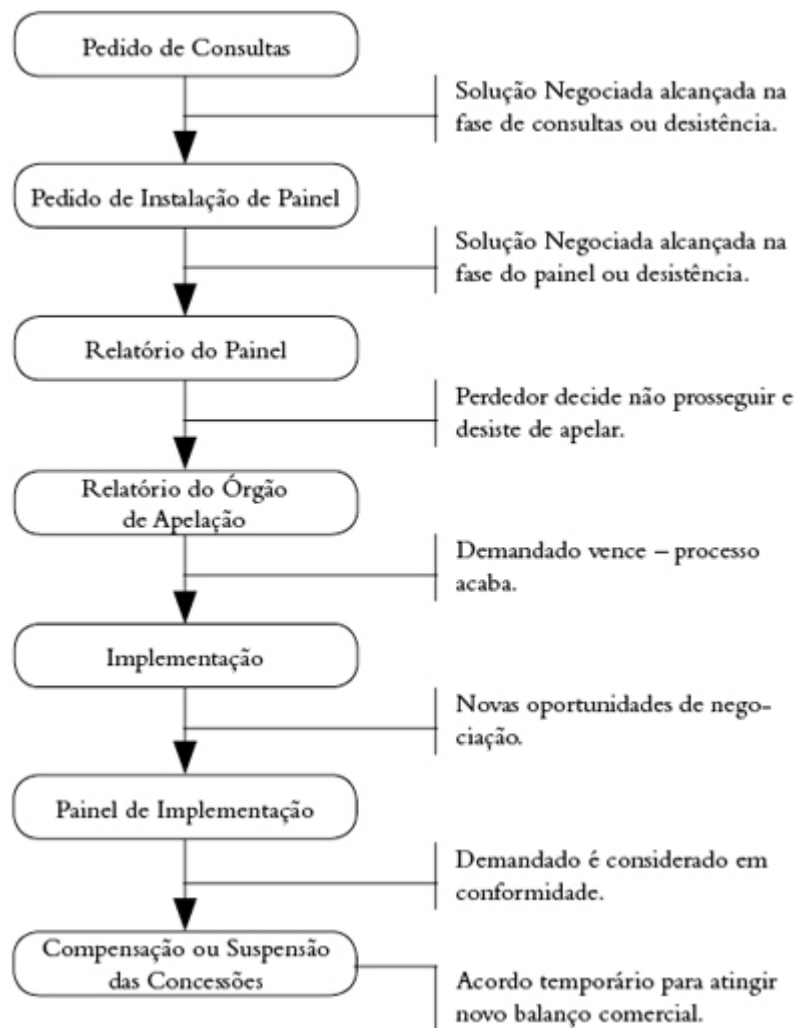 Pedido de Consultas
Solução Negociada alcançada na
fase de consultas ou desistência.
Pedido de Instalação de Painel
Solução Negociada alcançada na
fase do painel ou desistência.
Relatório do Painel
Perdedor decide não prosseguir e
desiste de apelar.
Relatório do Órgão
de Apelação
Demandado vence – processo
acaba.
Implementação
Novas oportunidades de nego-
ciação.
Painel de Implementação
Demandado é considerado em
conformidade.
Compensação ou Suspensão
das Concessões
Acordo temporário para atingir
novo balanço comercial.